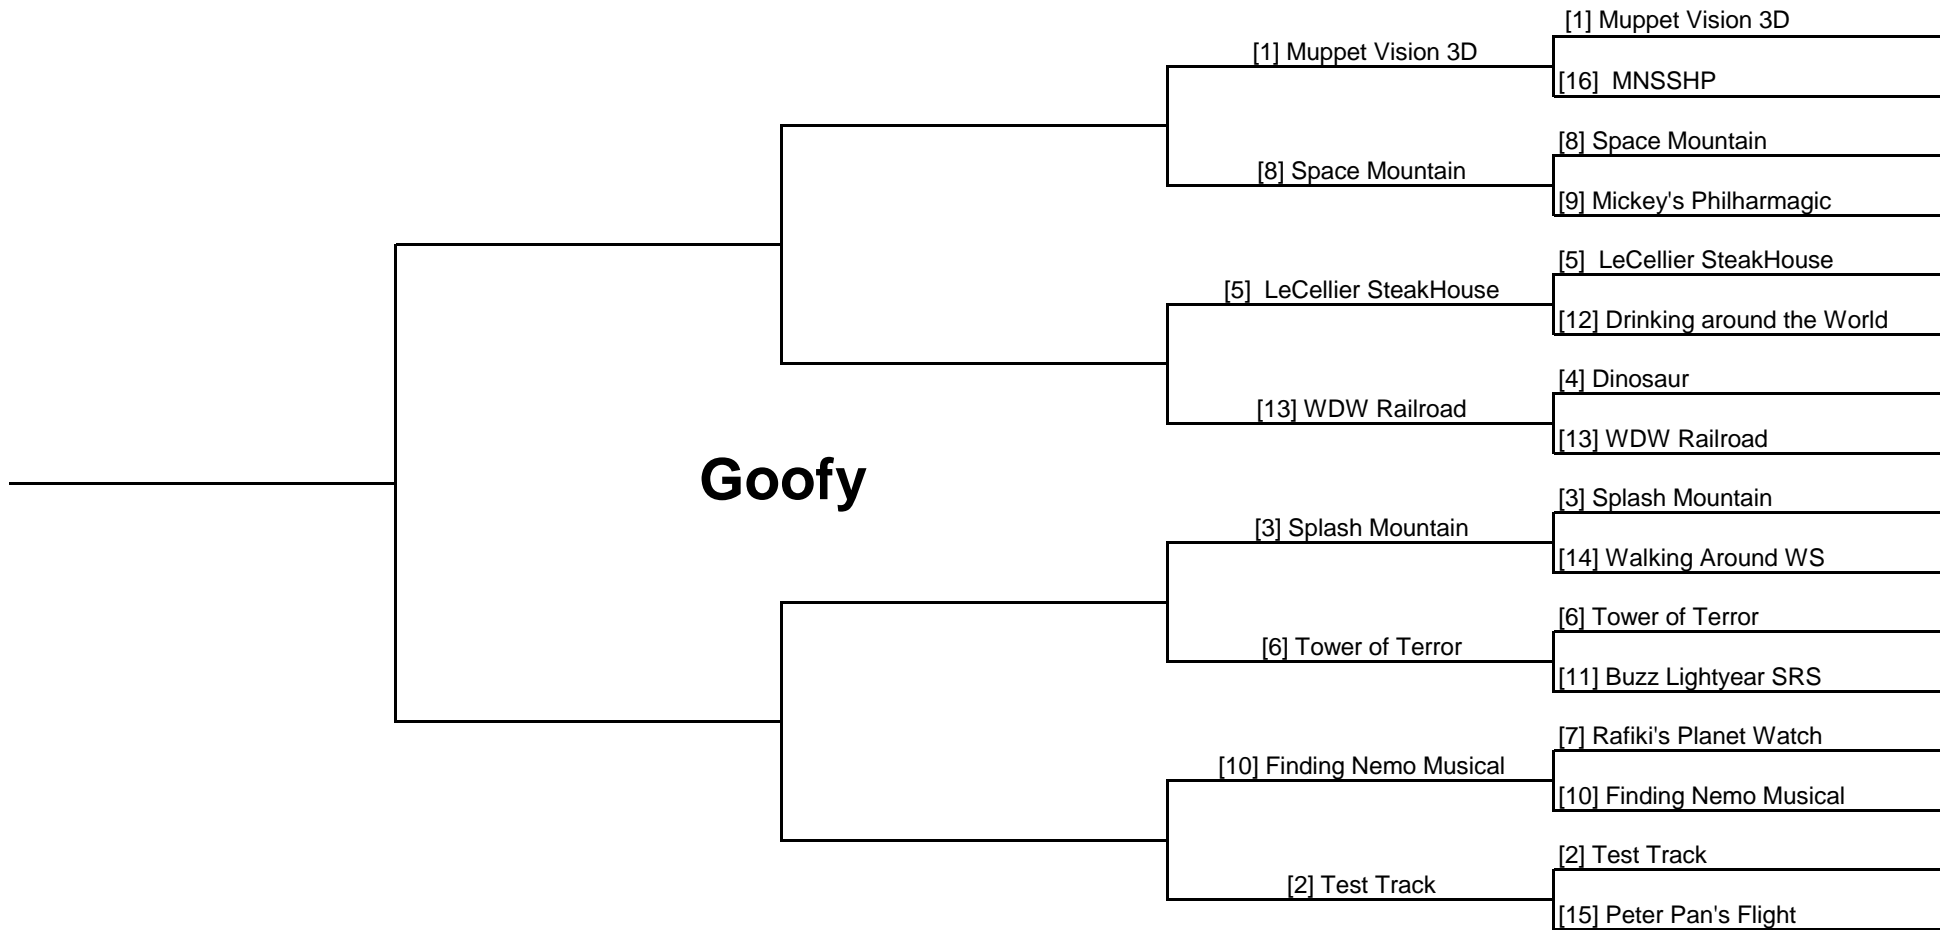 [1] Muppet Vision 3D
[16]  MNSSHP
[8] Space Mountain
[9] Mickey's Philharmagic
[5]  LeCellier SteakHouse
[12] Drinking around the World
[4] Dinosaur
[13] WDW Railroad
[3] Splash Mountain
[14] Walking Around WS
[6] Tower of Terror
[11] Buzz Lightyear SRS
[7] Rafiki's Planet Watch
[10] Finding Nemo Musical
[2] Test Track
[15] Peter Pan's Flight
[1] Muppet Vision 3D
[8] Space Mountain
[5]  LeCellier SteakHouse
[13] WDW Railroad
[3] Splash Mountain
[6] Tower of Terror
[10] Finding Nemo Musical
[2] Test Track
Goofy